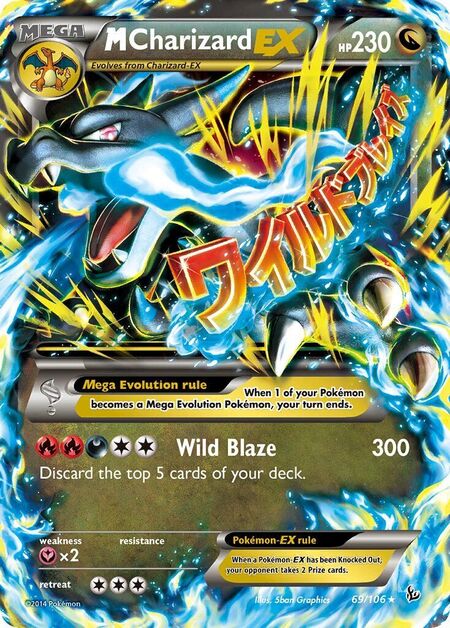 MEGA
M Charizard EX
HP230
Evolves from Charizard-EX
ワイルドブレイズ
Mega Evolution rule
When 1 of your Pokémon
becomes a Mega Evolution Pokémon, your turn ends.
Wild Blaze 300
Discard the top 5 cards of your deck.
weakness resistance
×2
retreat
Pokémon-EX rule
When a Pokémon-EX has been Knocked Out,
your opponent takes 2 Prize cards.
©2014 Pokémon
Illus. 5ban Graphics
69/106 ★